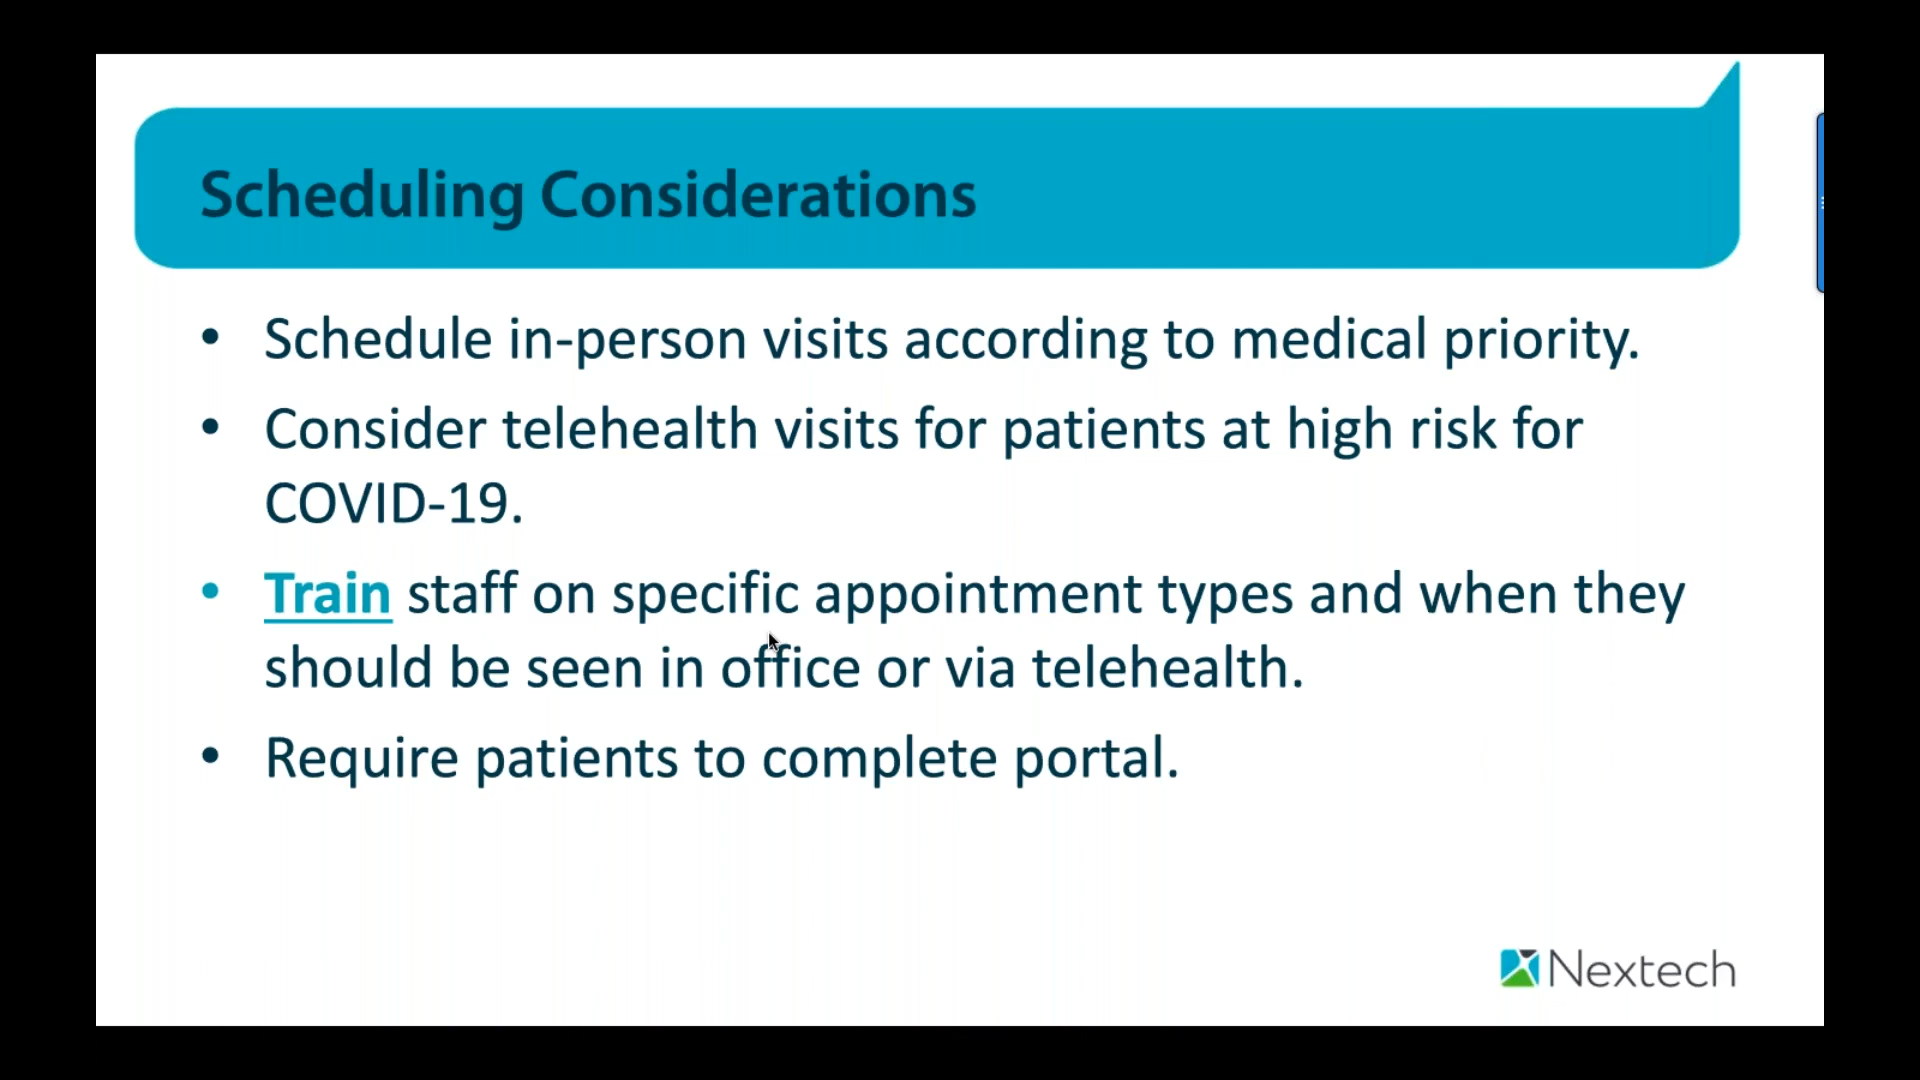 Scheduling Considerations
• Schedule in-person visits according to medical priority.
• Consider telehealth visits for patients at high risk for
COVID-19.
• Train staff on specific appointment types and when they
should be seen in office or via telehealth.
• Require patients to complete portal.
Nextech